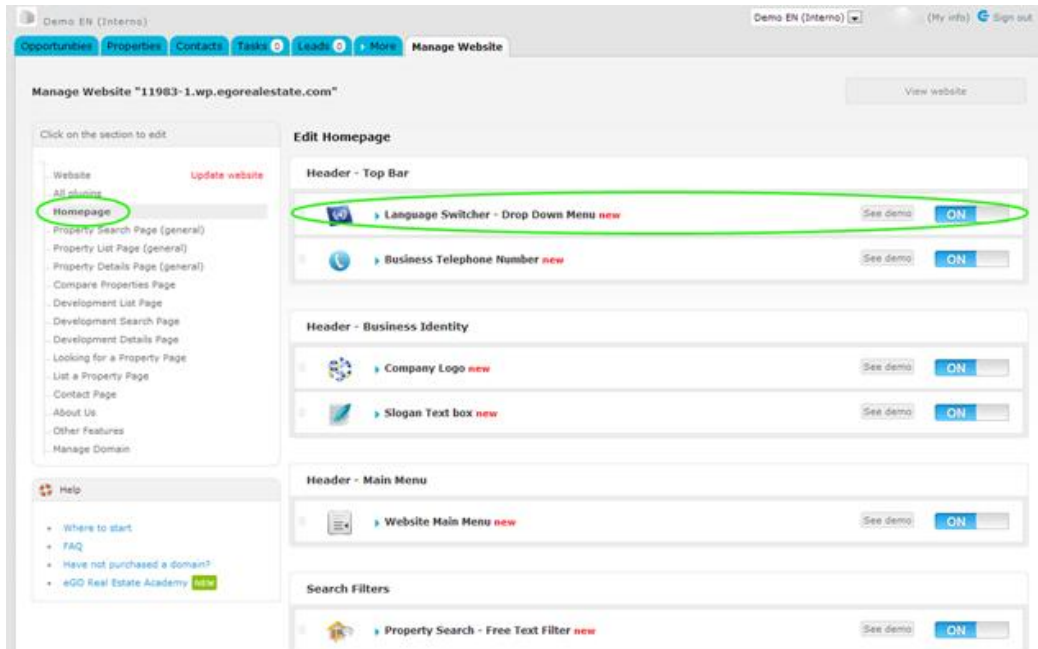 Demo EN (Interno)
Demo EN (Interno)
(My info)
Sign out
Opportunities
Properties
Contacts
Tasks 0
Leads 0
More
Manage Website
Manage Website "11983-1.wp.egorealestate.com"
View website
Click on the section to edit
Website
Update website
All plugins
Homepage
Property Search Page (general)
Property List Page (general)
Property Details Page (general)
Compare Properties Page
Development List Page
Development Search Page
Development Details Page
Looking for a Property Page
List a Property Page
Contact Page
About Us
Other Features
Manage Domain
Help
Where to start
FAQ
Have not purchased a domain?
eGO Real Estate Academy NEW
Edit Homepage
Header - Top Bar
Language Switcher - Drop Down Menu new
See demo
ON
Business Telephone Number new
See demo
ON
Header - Business Identity
Company Logo new
See demo
ON
Slogan Text box new
See demo
ON
Header - Main Menu
Website Main Menu new
See demo
ON
Search Filters
Property Search - Free Text Filter new
See demo
ON